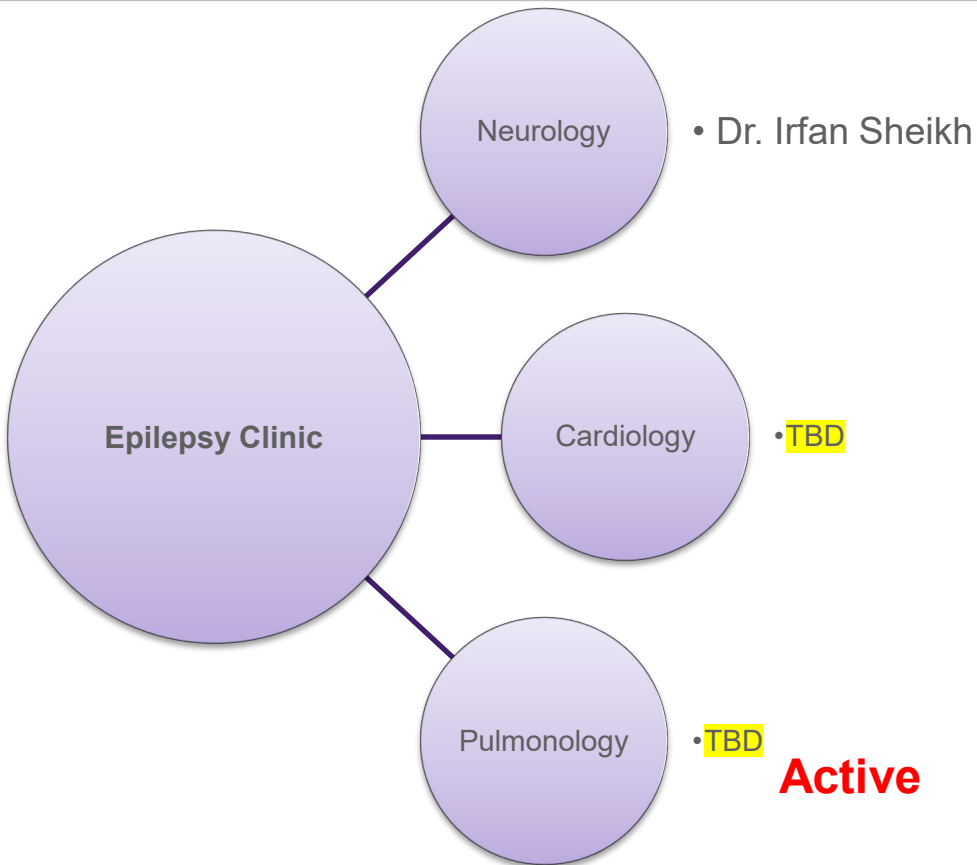 Neurology
• Dr. Irfan Sheikh
Epilepsy Clinic
Cardiology
•TBD
Pulmonology
•TBD
Active